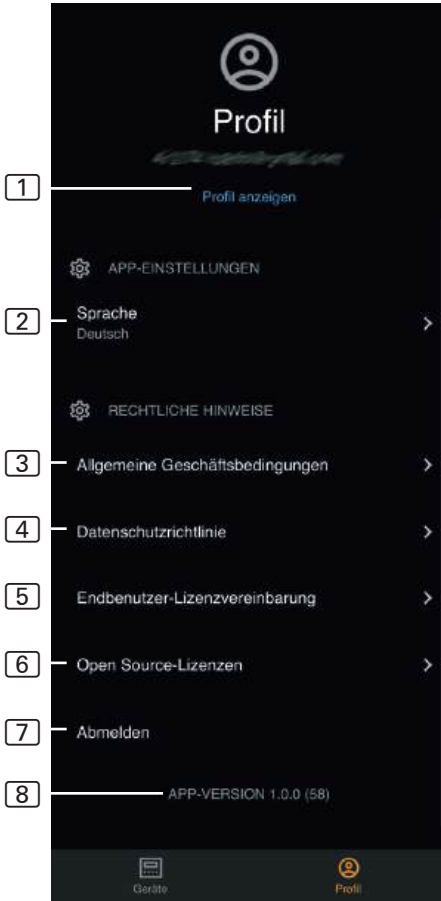 Profil
1 Profil anzeigen
APP-EINSTELLUNGEN
2 Sprache
Deutsch
RECHTLICHE HINWEISE
3 Allgemeine Geschäftsbedingungen
4 Datenschutzrichtlinie
5 Endbenutzer-Lizenzvereinbarung
6 Open Source-Lizenzen
7 Abmelden
8 APP-VERSION 1.0.0 (58)
Geräte Profil